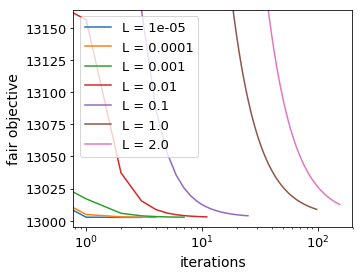 13150
13125
13100
13075
13050
13025
13000
fair objective
L = 1e-05
L = 0.0001
L = 0.001
L = 0.01
L = 0.1
L = 1.0
L = 2.0
10⁰ 10¹ 10²
iterations